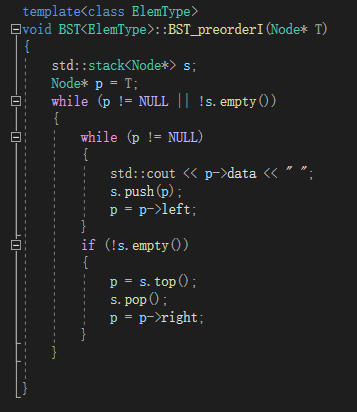 template<class ElemType>
void BST<ElemType>::BST_preorderI(Node* T)
{
    std::stack<Node*> s;
    Node* p = T;
    while (p != NULL || !s.empty())
    {
        while (p != NULL)
        {
            std::cout << p->data << " ";
            s.push(p);
            p = p->left;
        }
        if (!s.empty())
        {
            p = s.top();
            s.pop();
            p = p->right;
        }
    }

}